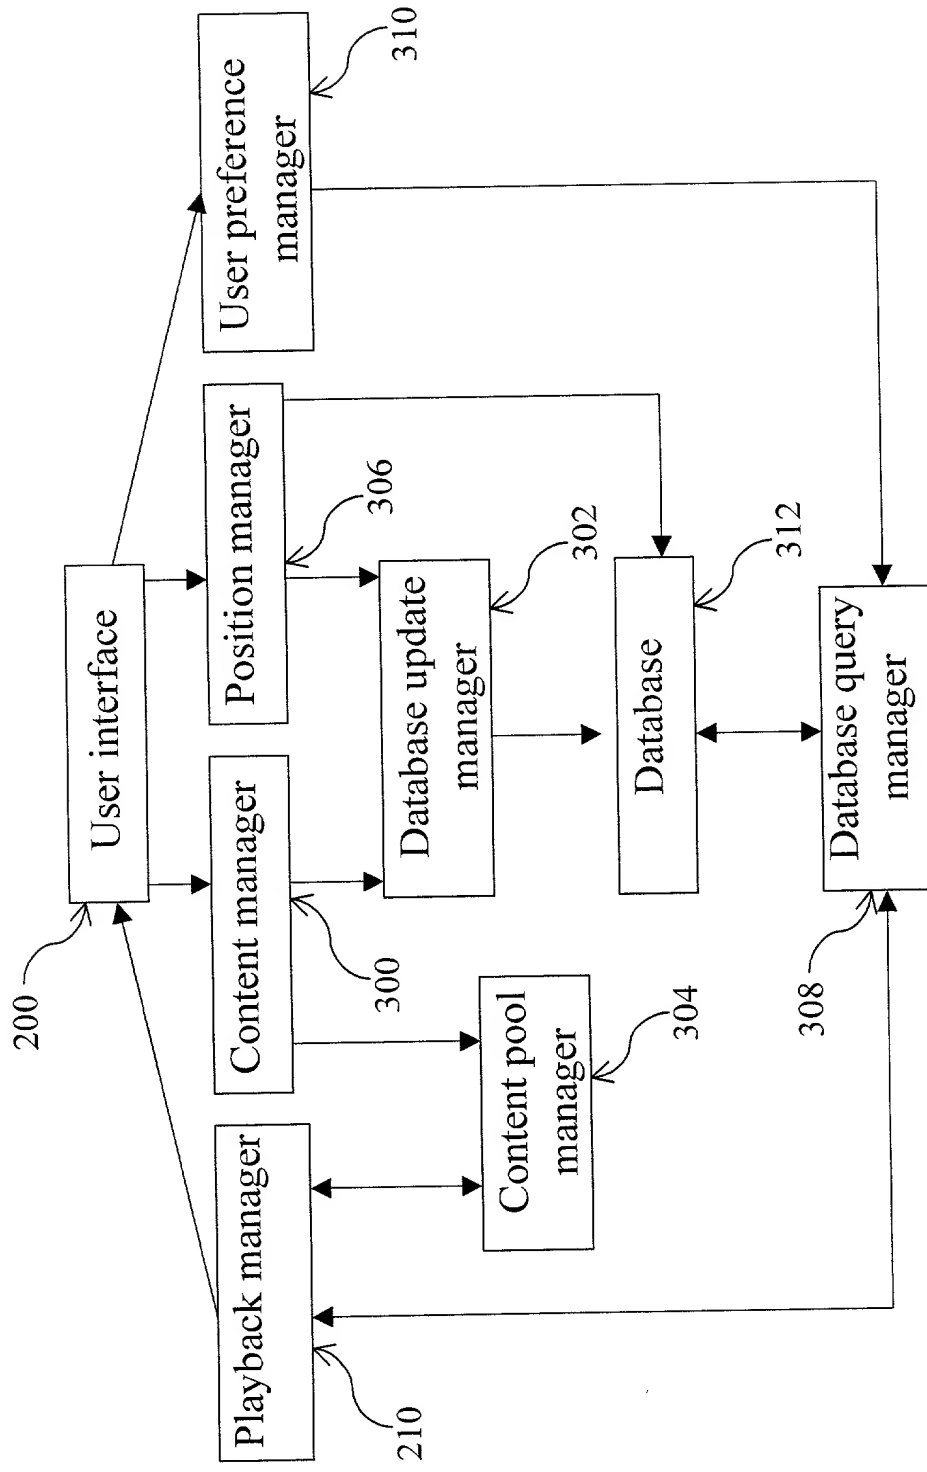 200
User interface
Playback manager
210
Content manager
300
Position manager
306
User preference
manager
310
Content pool
manager
304
Database update
manager
302
Database
312
Database query
manager
308